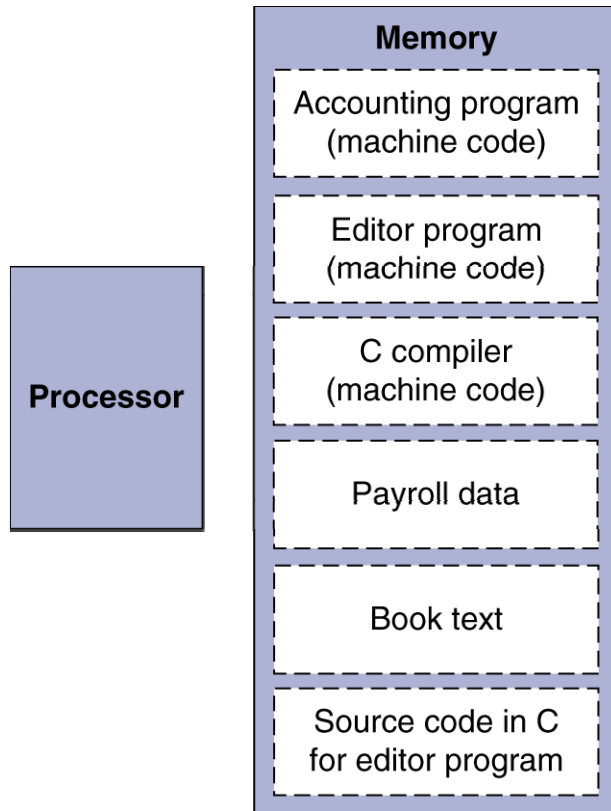 Memory
Accounting program
(machine code)
Editor program
(machine code)
C compiler
(machine code)
Processor
Payroll data
Book text
Source code in C
for editor program